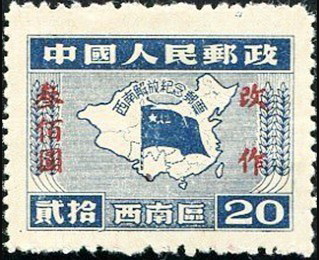 中國人民郵政
西南解放紀念郵票
叁佰圓
改作
貳拾 西南區 20